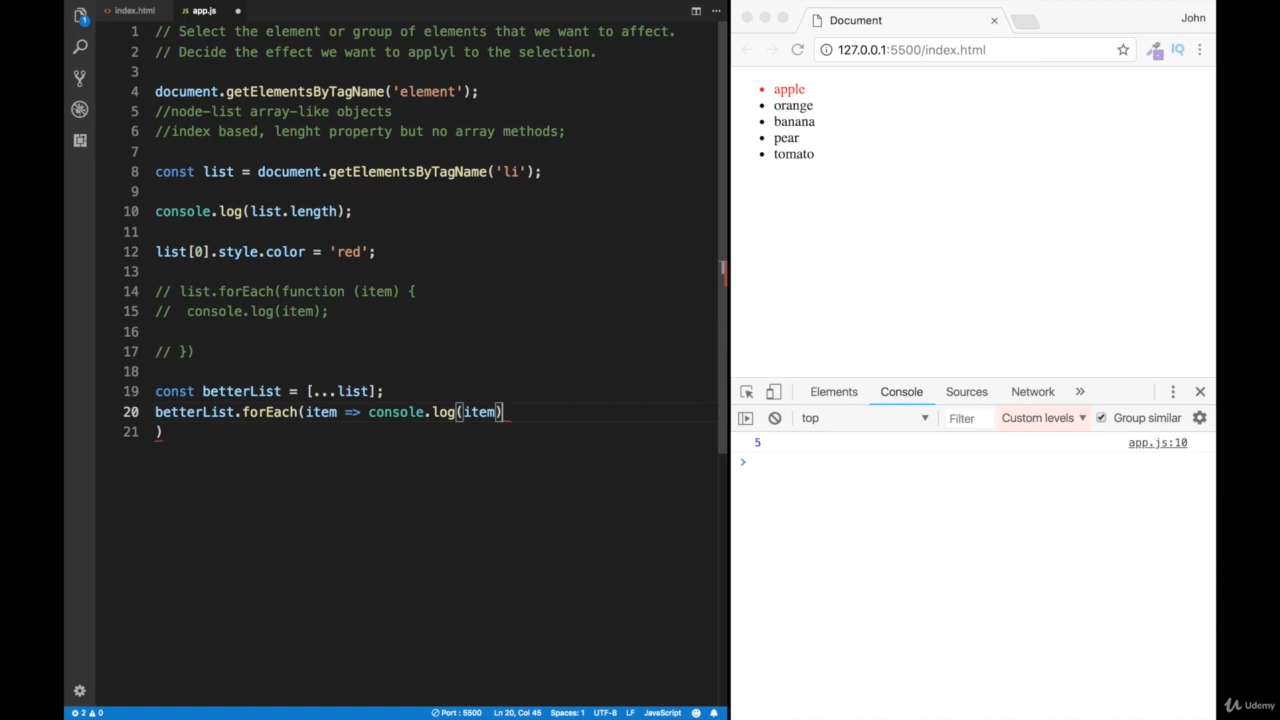 index.html
app.js
1 // Select the element or group of elements that we want to affect.
2 // Decide the effect we want to applyl to the selection.
3
4 document.getElementsByTagName('element');
5 //node-list array-like objects
6 //index based, lenght property but no array methods;
7
8 const list = document.getElementsByTagName('li');
9
10 console.log(list.length);
11
12 list[0].style.color = 'red';
13
14 // list.forEach(function (item) {
15 //  console.log(item);
16
17 // })
18
19 const betterList = [...list];
20 betterList.forEach(item => console.log(item)
21 )
1
JS
2 0
Port : 5500
Ln 20, Col 45
Spaces: 1
UTF-8
LF
JavaScript
Document
John
127.0.0.1:5500/index.html
IQ
apple
orange
banana
pear
tomato
Elements
Console
Sources
Network
top
Filter
Custom levels
Group similar
5
app.js:10
Udemy